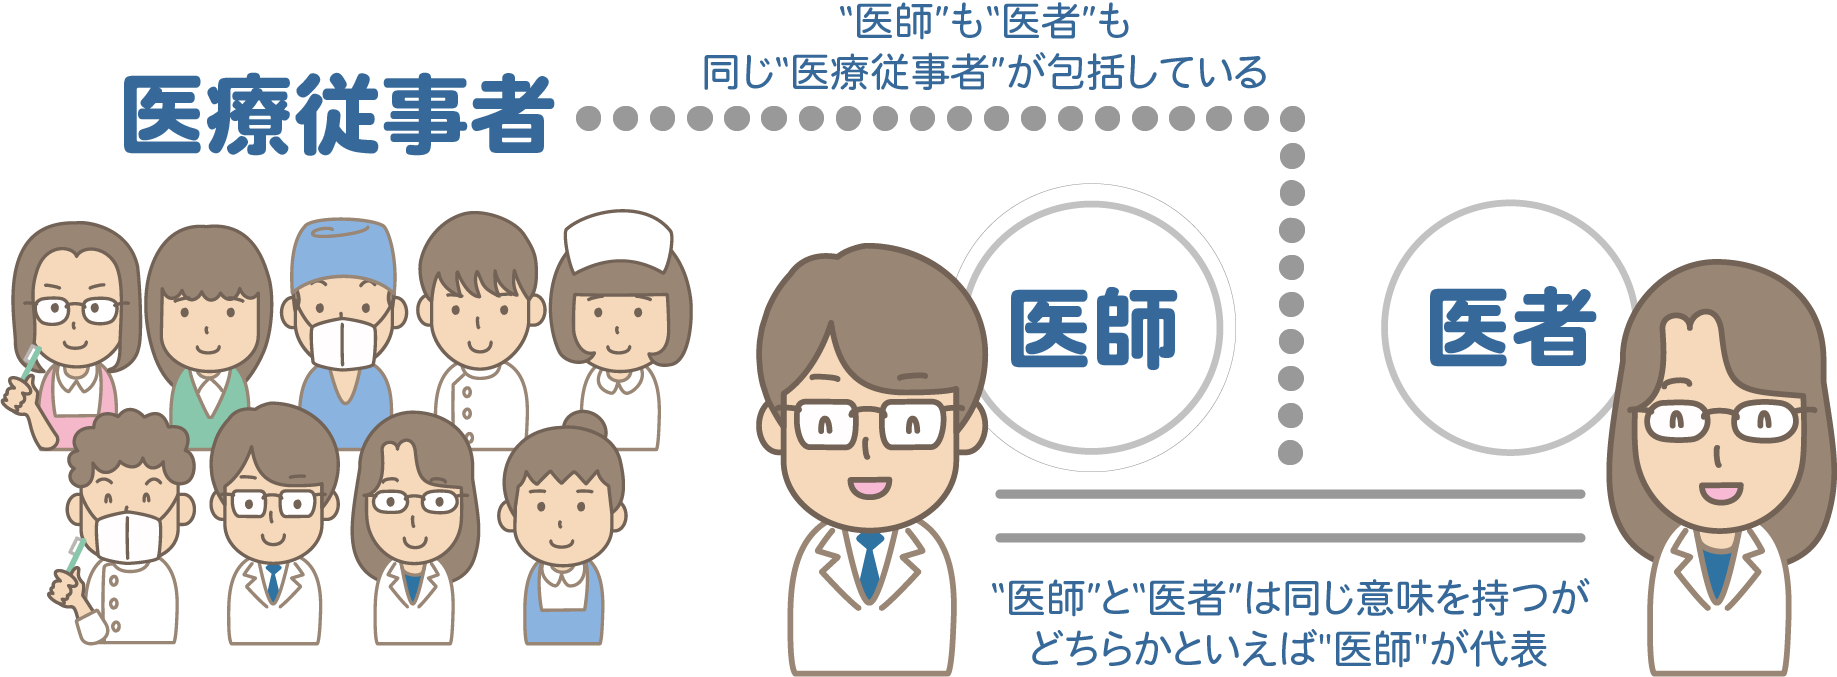 医療従事者
“医師”も“医者”も
同じ“医療従事者”が包括している
医師
医者
“医師”と“医者”は同じ意味を持つが
どちらかといえば"医師"が代表